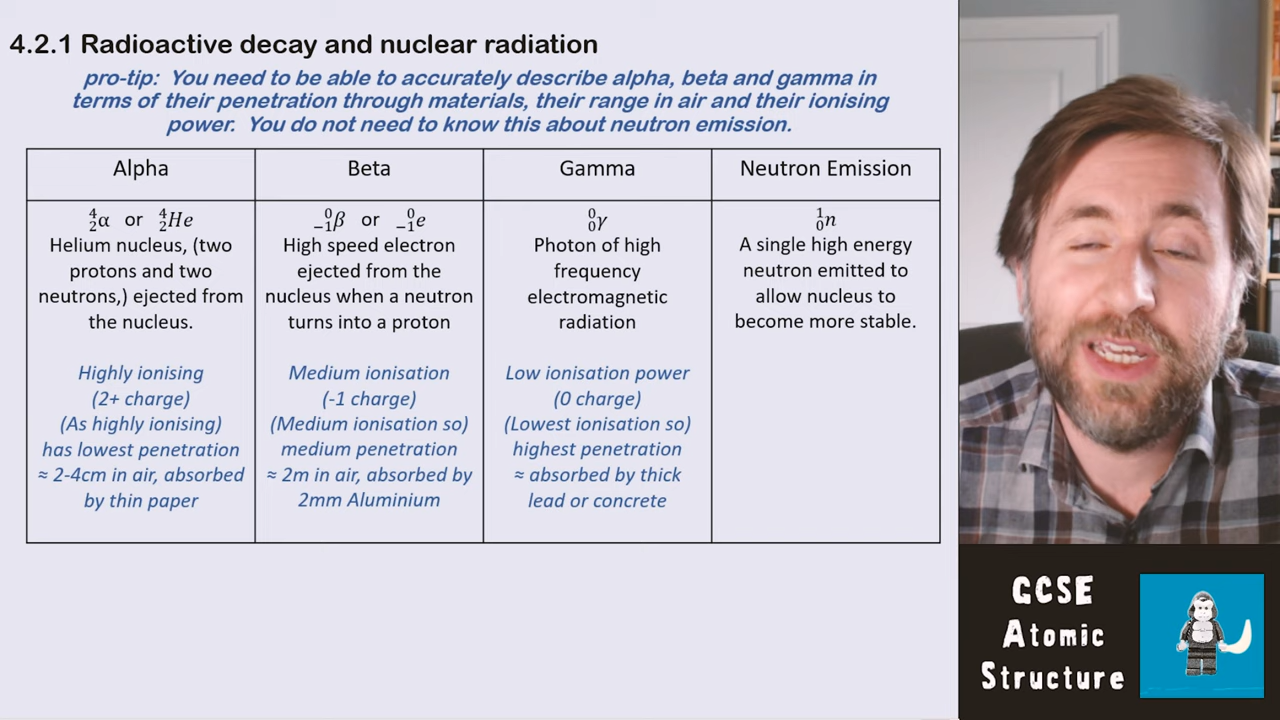 4.2.1 Radioactive decay and nuclear radiation
pro-tip: You need to be able to accurately describe alpha, beta and gamma in
terms of their penetration through materials, their range in air and their ionising
power. You do not need to know this about neutron emission.
Alpha
⁴₂α or ⁴₂He
Helium nucleus, (two
protons and two
neutrons,) ejected from
the nucleus.
Highly ionising
(2+ charge)
(As highly ionising)
has lowest penetration
≈ 2-4cm in air, absorbed
by thin paper
Beta
⁰₋₁β or ⁰₋₁e
High speed electron
ejected from the
nucleus when a neutron
turns into a proton
Medium ionisation
(-1 charge)
(Medium ionisation so)
medium penetration
≈ 2m in air, absorbed by
2mm Aluminium
Gamma
⁰₀γ
Photon of high
frequency
electromagnetic
radiation
Low ionisation power
(0 charge)
(Lowest ionisation so)
highest penetration
≈ absorbed by thick
lead or concrete
Neutron Emission
¹₀n
A single high energy
neutron emitted to
allow nucleus to
become more stable.
GCSE
Atomic
Structure